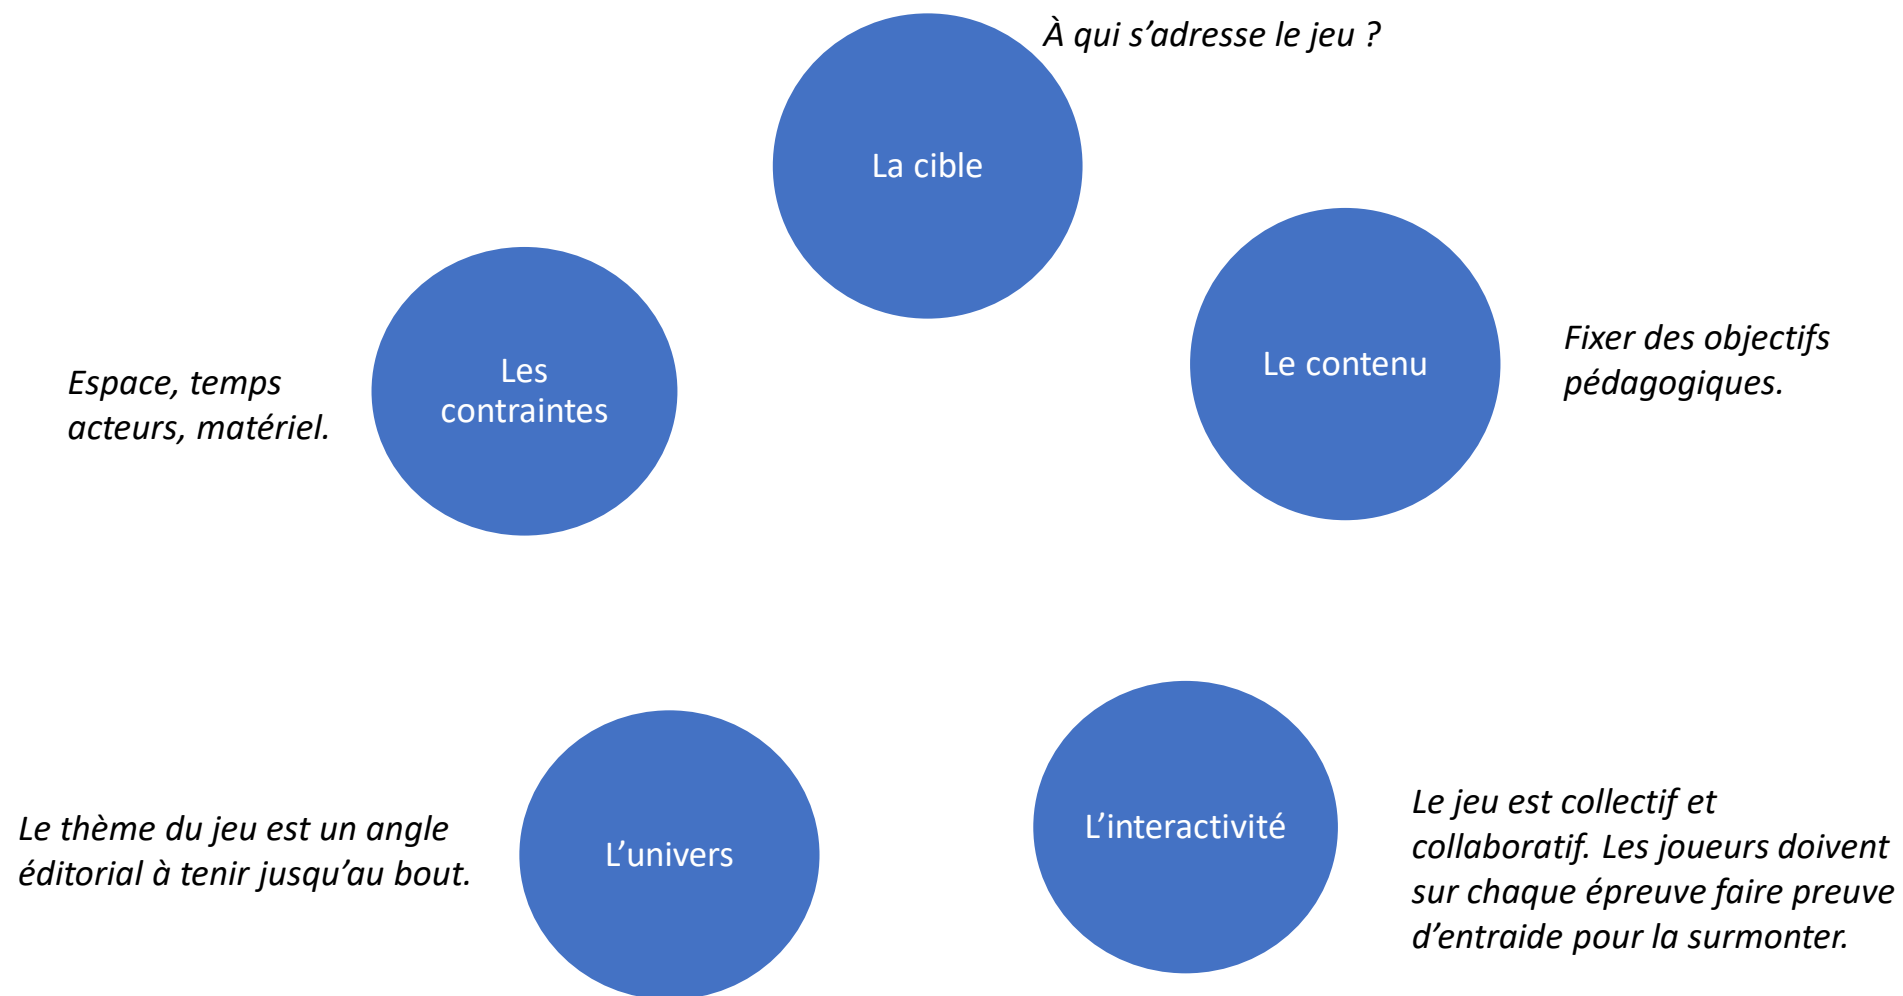 À qui s’adresse le jeu ?
La cible
Le contenu
Fixer des objectifs
pédagogiques.
L’interactivité
Le jeu est collectif et
collaboratif. Les joueurs doivent
sur chaque épreuve faire preuve
d’entraide pour la surmonter.
L’univers
Le thème du jeu est un angle
éditorial à tenir jusqu’au bout.
Les
contraintes
Espace, temps
acteurs, matériel.